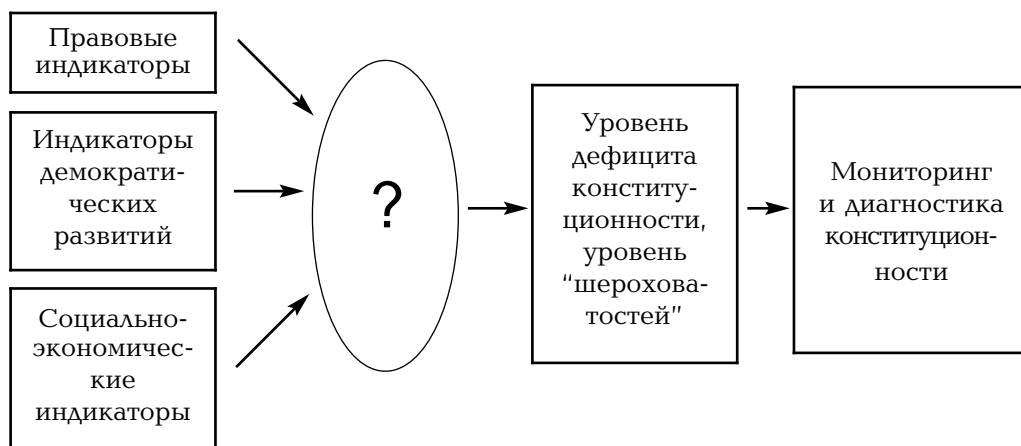 Правовые
индикаторы
Индикаторы
демократи-
ческих
развитий
Социально-
экономичес-
кие
индикаторы
?
Уровень
дефицита
конститу-
ционности,
уровень
“шерохова-
тостей”
Мониторинг
и диагностика
конституцион-
ности